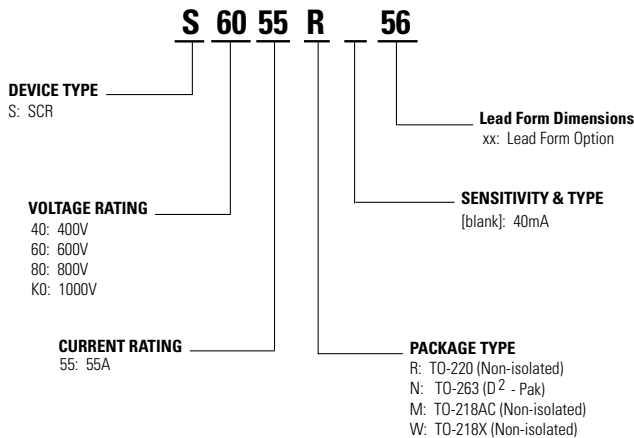 S 60 55 R _ 56
DEVICE TYPE
S: SCR
Lead Form Dimensions
xx: Lead Form Option
VOLTAGE RATING
40: 400V
60: 600V
80: 800V
K0: 1000V
SENSITIVITY & TYPE
[blank]: 40mA
CURRENT RATING
55: 55A
PACKAGE TYPE
R: TO-220 (Non-isolated)
N: TO-263 (D² - Pak)
M: TO-218AC (Non-isolated)
W: TO-218X (Non-isolated)